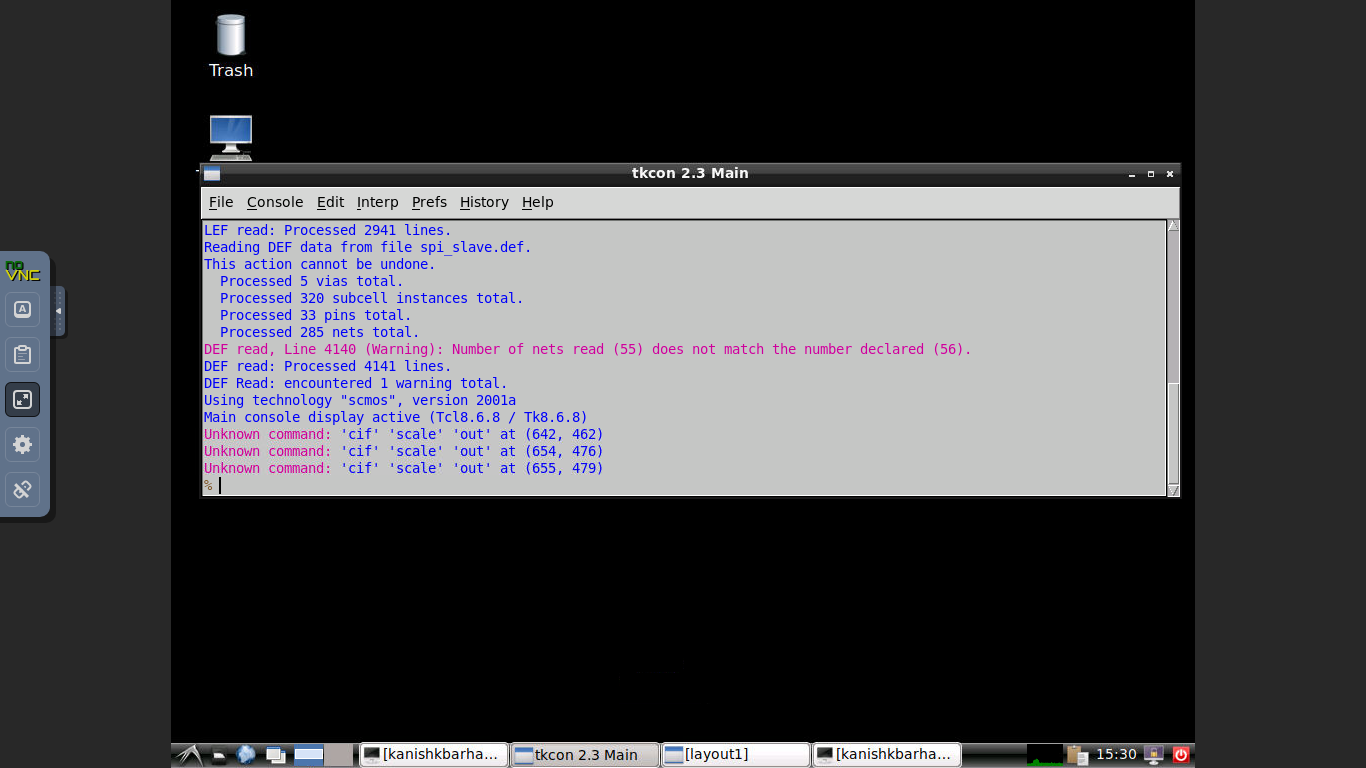 Trash
tkcon 2.3 Main
File Console Edit Interp Prefs History Help
LEF read: Processed 2941 lines.
Reading DEF data from file spi_slave.def.
This action cannot be undone.
Processed 5 vias total.
Processed 320 subcell instances total.
Processed 33 pins total.
Processed 285 nets total.
DEF read, Line 4140 (Warning): Number of nets read (55) does not match the number declared (56).
DEF read: Processed 4141 lines.
DEF Read: encountered 1 warning total.
Using technology "scmos", version 2001a
Main console display active (Tcl8.6.8 / Tk8.6.8)
Unknown command: 'cif' 'scale' 'out' at (642, 462)
Unknown command: 'cif' 'scale' 'out' at (654, 476)
Unknown command: 'cif' 'scale' 'out' at (655, 479)
%
no
VNC
A
[kanishkbarha... tkcon 2.3 Main [layout1] [kanishkbarha... 15:30